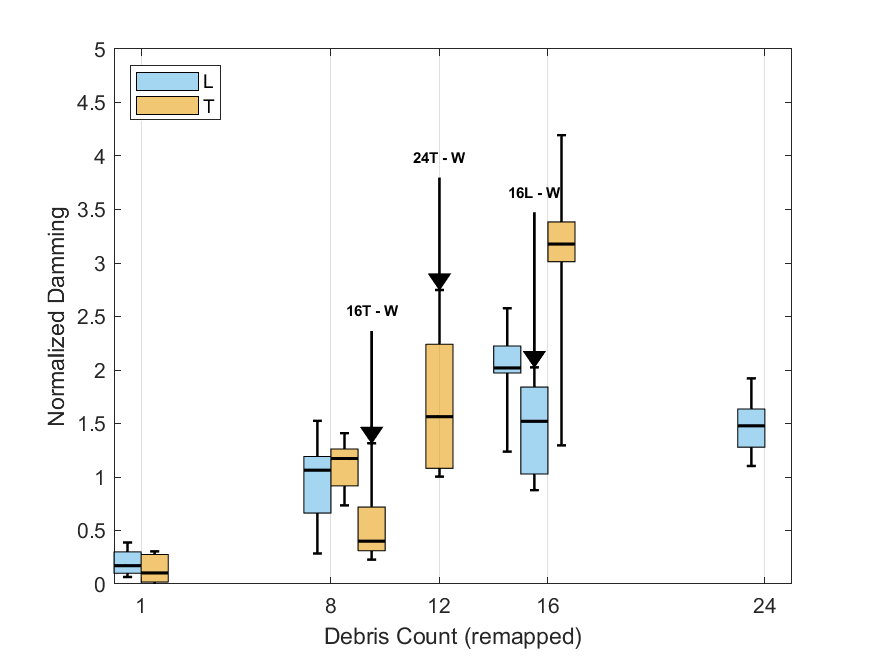 5
4.5
4
3.5
3
2.5
2
1.5
1
0.5
0
Normalized Damming
L
T
24T - W
16L - W
16T - W
1 8 12 16 24
Debris Count (remapped)